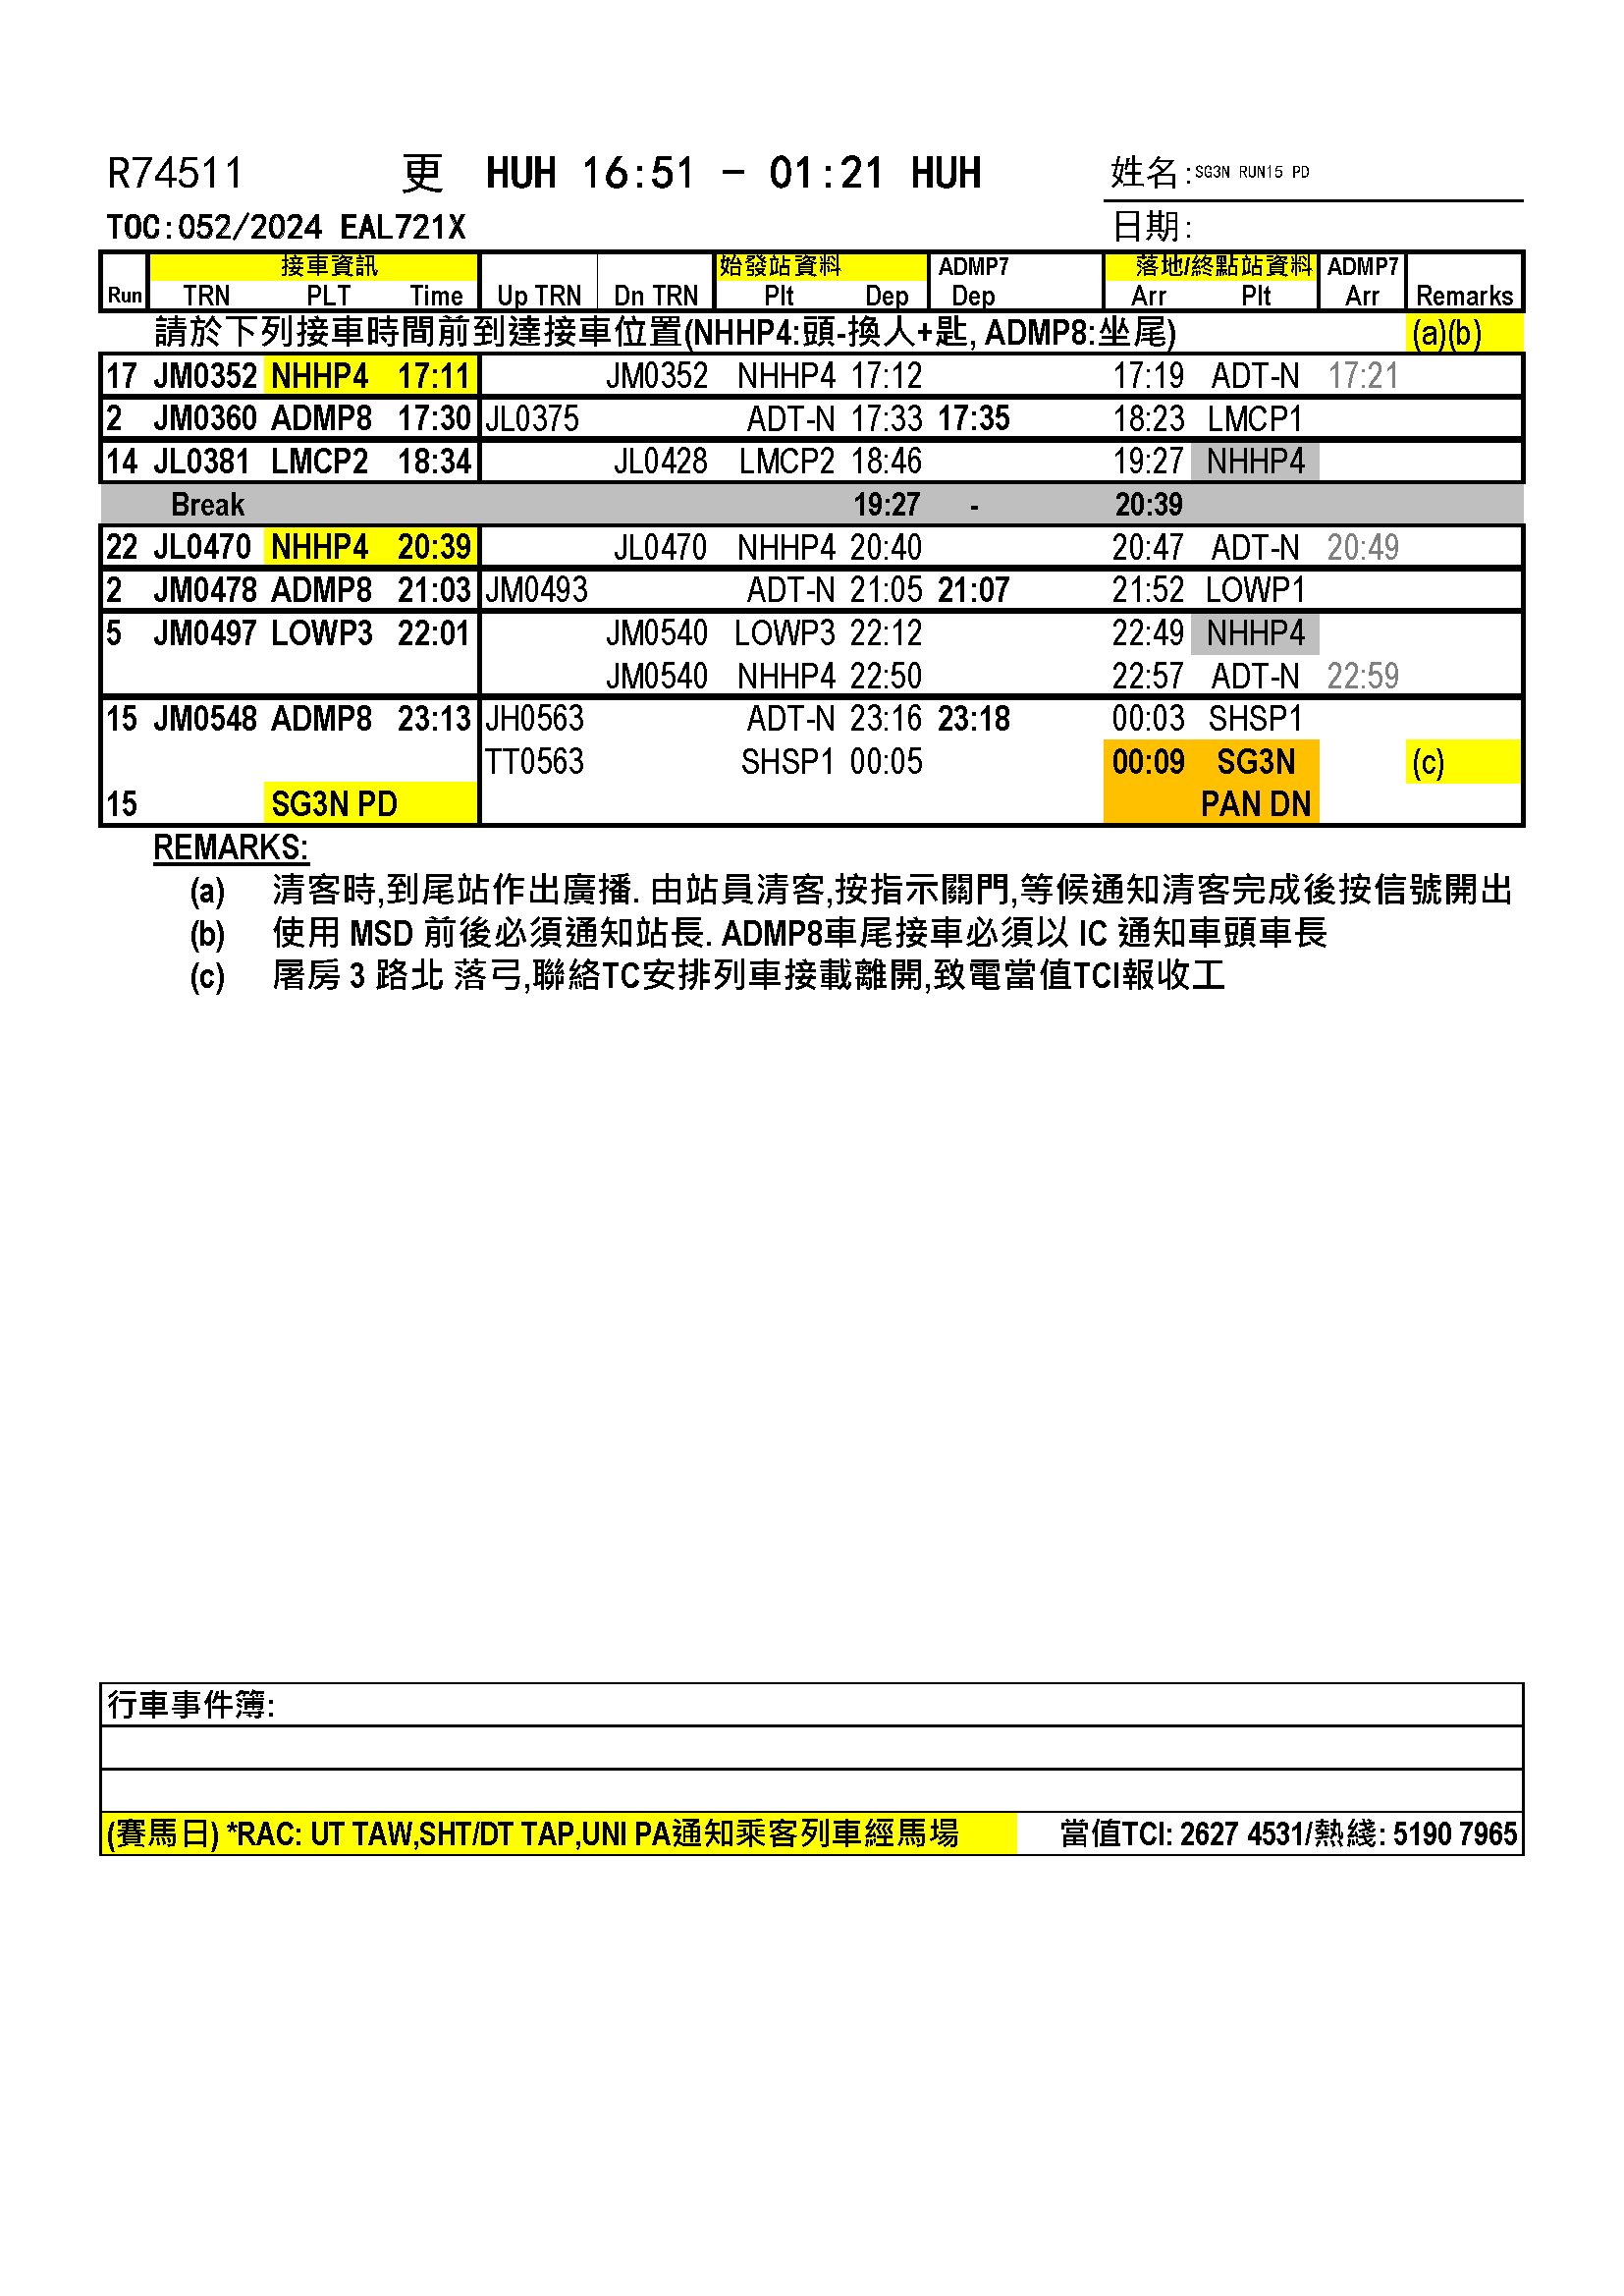 R74511 更 HUH 16:51 - 01:21 HUH 姓名:SG3N RUN15 PD
TOC:052/2024 EAL721X 日期:
接車資訊 始發站資料 ADMP7 落地/終點站資料 ADMP7
Run TRN PLT Time Up TRN Dn TRN Plt Dep Dep Arr Plt Arr Remarks
請於下列接車時間前到達接車位置(NHHP4:頭-換人+匙, ADMP8:坐尾) (a)(b)
17 JM0352 NHHP4 17:11 JM0352 NHHP4 17:12 17:19 ADT-N 17:21
2 JM0360 ADMP8 17:30 JL0375 ADT-N 17:33 17:35 18:23 LMCP1
14 JL0381 LMCP2 18:34 JL0428 LMCP2 18:46 19:27 NHHP4
Break 19:27 - 20:39
22 JL0470 NHHP4 20:39 JL0470 NHHP4 20:40 20:47 ADT-N 20:49
2 JM0478 ADMP8 21:03 JM0493 ADT-N 21:05 21:07 21:52 LOWP1
5 JM0497 LOWP3 22:01 JM0540 LOWP3 22:12 22:49 NHHP4
JM0540 NHHP4 22:50 22:57 ADT-N 22:59
15 JM0548 ADMP8 23:13 JH0563 ADT-N 23:16 23:18 00:03 SHSP1
TT0563 SHSP1 00:05 00:09 SG3N (c)
15 SG3N PD PAN DN
REMARKS:
(a) 清客時,到尾站作出廣播. 由站員清客,按指示關門,等候通知清客完成後按信號開出
(b) 使用 MSD 前後必須通知站長. ADMP8車尾接車必須以 IC 通知車頭車長
(c) 屠房 3 路北 落弓,聯絡TC安排列車接載離開,致電當值TCI報收工
行車事件簿:
(賽馬日) *RAC: UT TAW,SHT/DT TAP,UNI PA通知乘客列車經馬場 當值TCI: 2627 4531/熱綫: 5190 7965